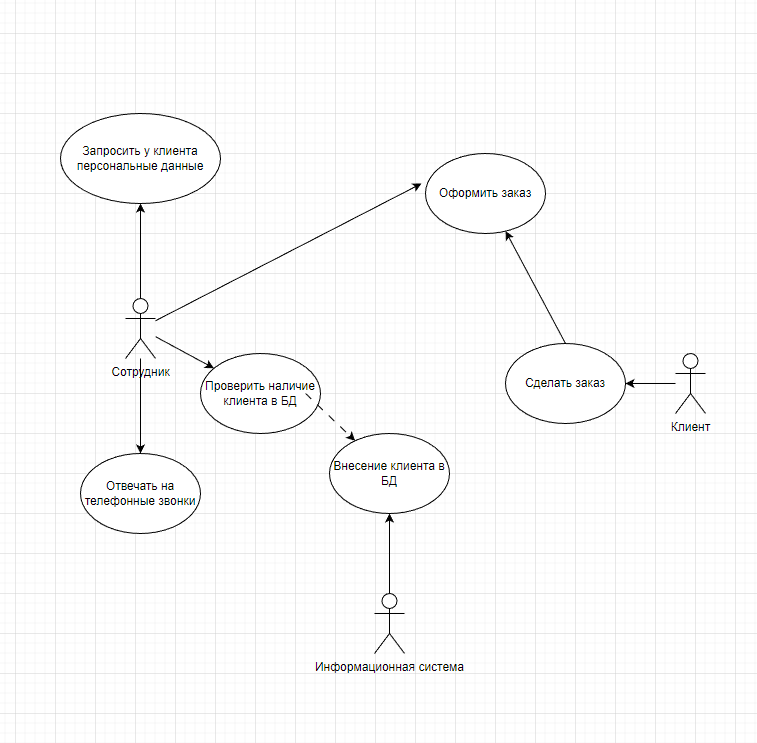 Запросить у клиента
персональные данные
Оформить заказ
Сотрудник
Проверить наличие
клиента в БД
Сделать заказ
Клиент
Внесение клиента в
БД
Отвечать на
телефонные звонки
Информационная система